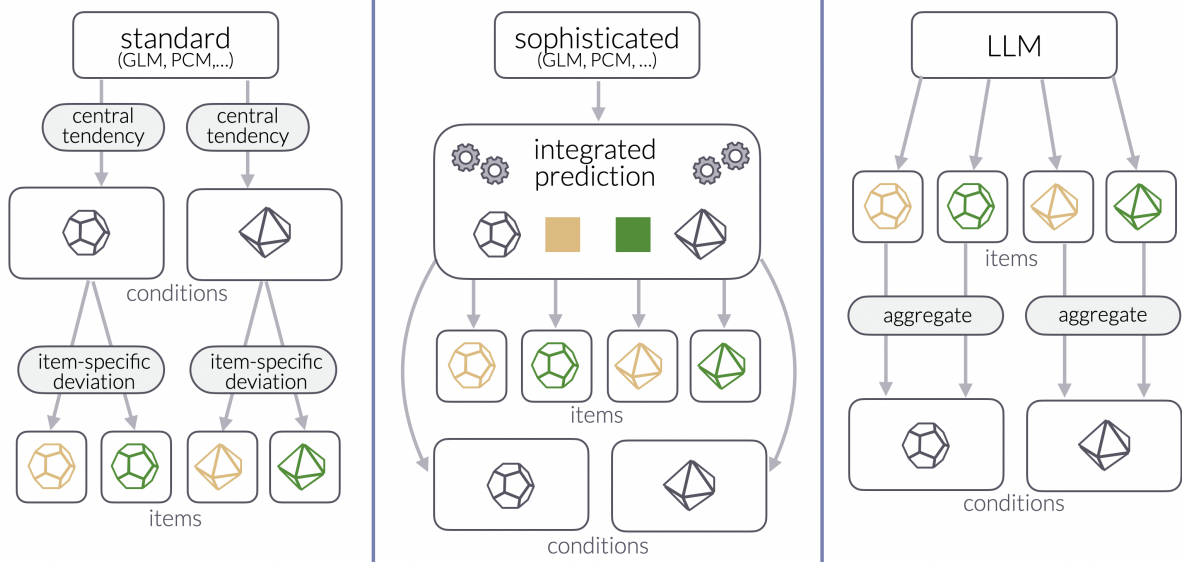 standard
(GLM, PCM,...)
central
tendency
central
tendency
conditions
item-specific
deviation
item-specific
deviation
items
sophisticated
(GLM, PCM, ...)
integrated
prediction
items
conditions
LLM
items
aggregate
aggregate
conditions